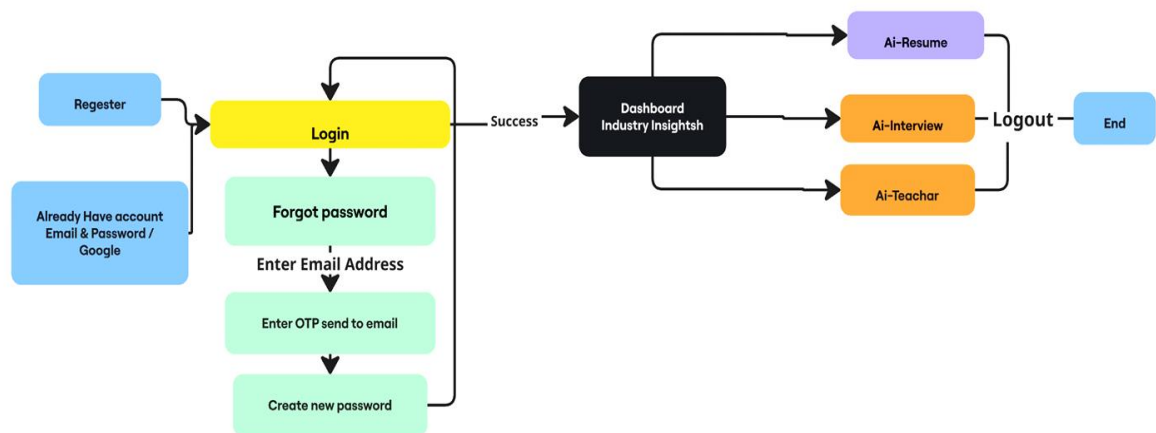 Regester
Already Have account
Email & Password /
Google
Login
Forgot password
Enter Email Address
Enter OTP send to email
Create new password
Success
Dashboard
Industry Insightsh
Ai-Resume
Ai-Interview
Ai-Teachar
Logout
End